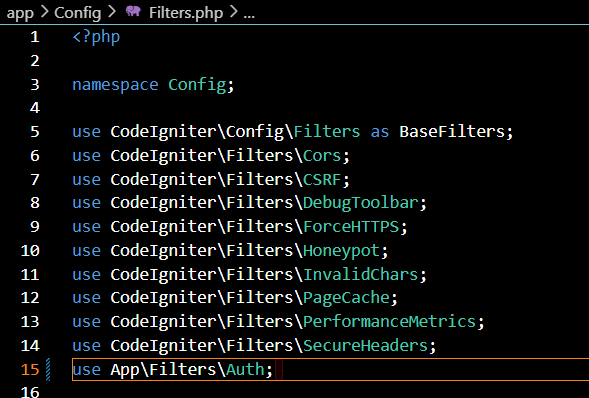 app > Config > Filters.php > ...
1 <?php
2
3 namespace Config;
4
5 use CodeIgniter\Config\Filters as BaseFilters;
6 use CodeIgniter\Filters\Cors;
7 use CodeIgniter\Filters\CSRF;
8 use CodeIgniter\Filters\DebugToolbar;
9 use CodeIgniter\Filters\ForceHTTPS;
10 use CodeIgniter\Filters\Honeypot;
11 use CodeIgniter\Filters\InvalidChars;
12 use CodeIgniter\Filters\PageCache;
13 use CodeIgniter\Filters\PerformanceMetrics;
14 use CodeIgniter\Filters\SecureHeaders;
15 use App\Filters\Auth;
16